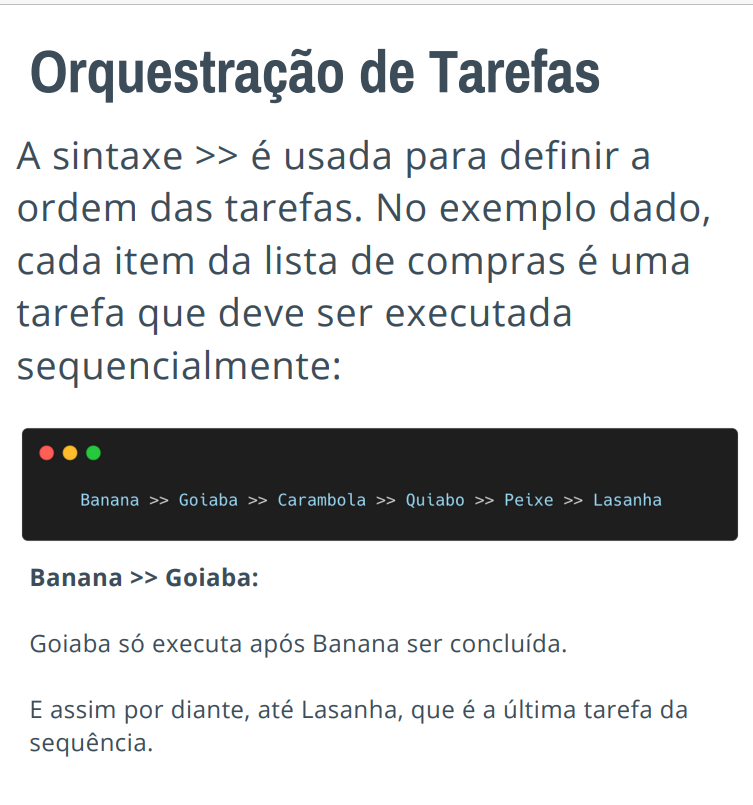 Orquestração de Tarefas
A sintaxe >> é usada para definir a
ordem das tarefas. No exemplo dado,
cada item da lista de compras é uma
tarefa que deve ser executada
sequencialmente:
Banana >> Goiaba >> Carambola >> Quiabo >> Peixe >> Lasanha
Banana >> Goiaba:
Goiaba só executa após Banana ser concluída.
E assim por diante, até Lasanha, que é a última tarefa da
sequência.